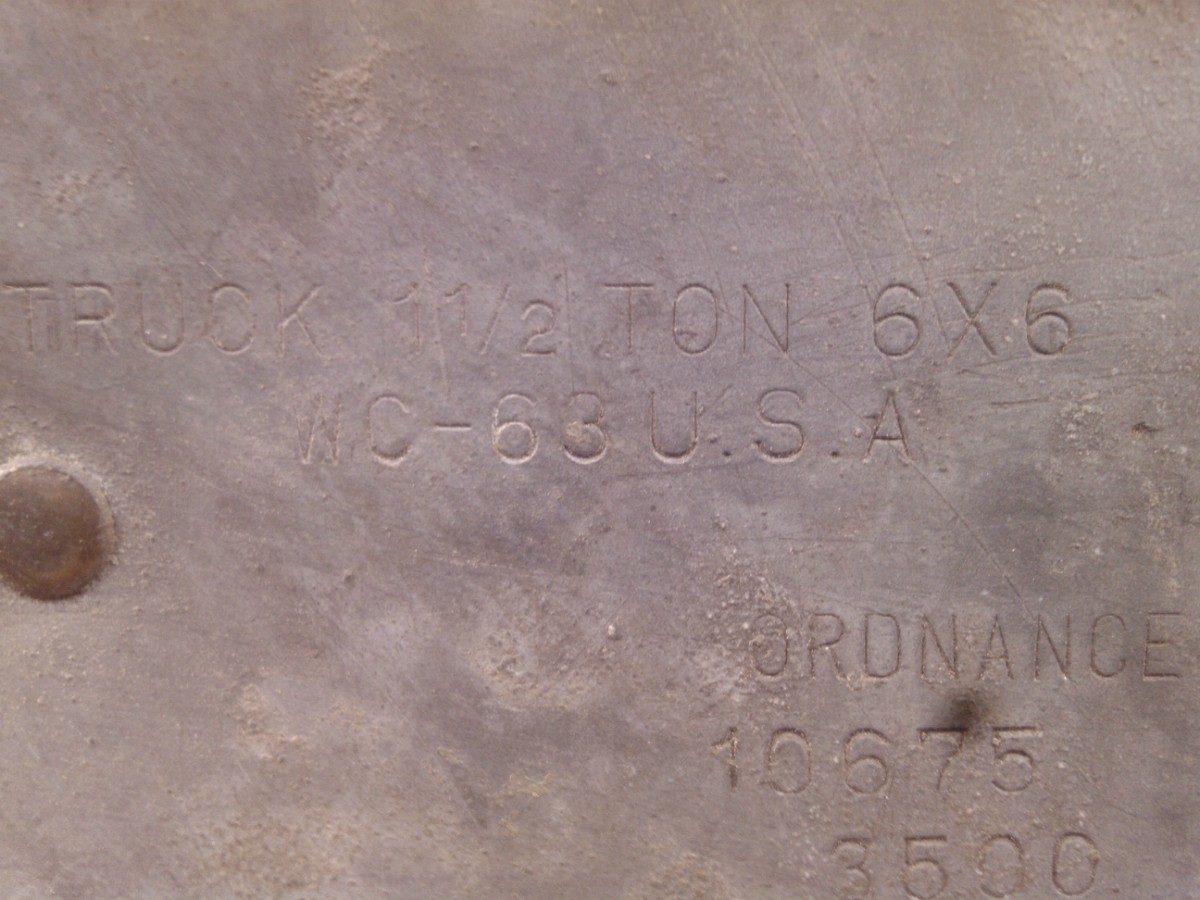 TRUCK 1 1/2 TON 6X6
WC-63 U.S.A
ORDNANCE
10675
3500